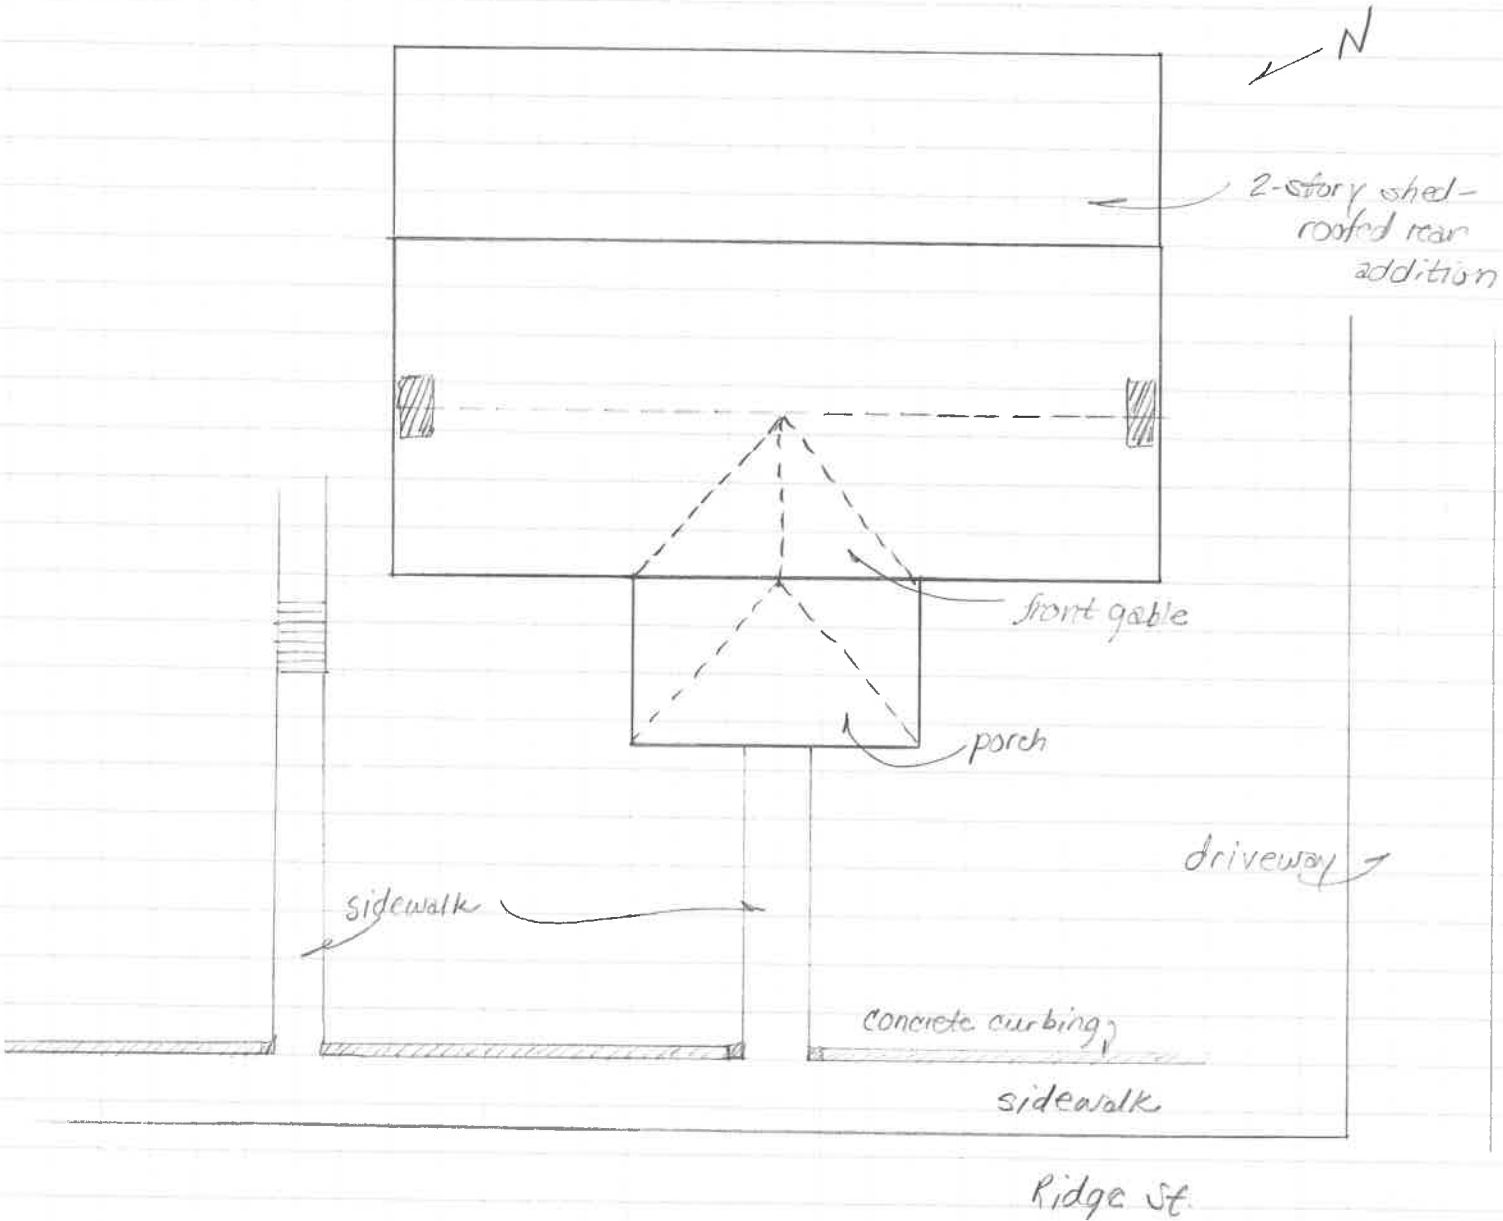 N
2-story shed-
roofed rear
addition
front gable
porch
driveway
sidewalk
concrete curbing
sidewalk
Ridge St.